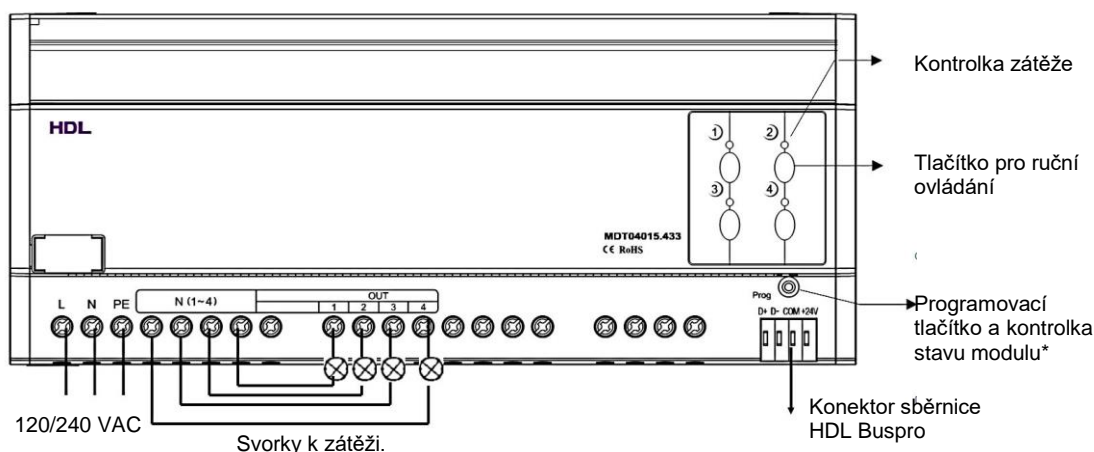 Kontrolka zátěže
HDL
1 2
Tlačítko pro ruční
ovládání
3 4
MDT04015.433
CE RoHS
Prog
Programovací
tlačítko a kontrolka
stavu modulu*
L N PE N (1~4) OUT
1 2 3 4
D+ D- COM +24V
120/240 VAC
Svorky k zátěži.
Konektor sběrnice
HDL Buspro